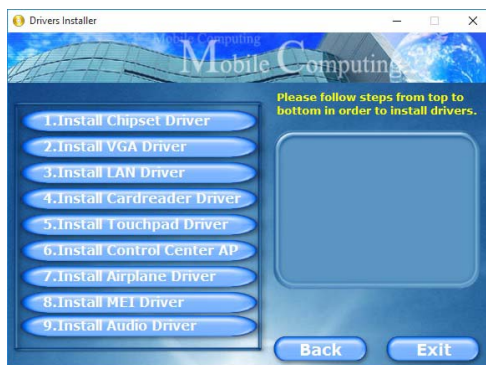 Drivers Installer
Mobile Computing
Mobile Computing
Please follow steps from top to
bottom in order to install drivers.
1.Install Chipset Driver
2.Install VGA Driver
3.Install LAN Driver
4.Install Cardreader Driver
5.Install Touchpad Driver
6.Install Control Center AP
7.Install Airplane Driver
8.Install MEI Driver
9.Install Audio Driver
Back
Exit